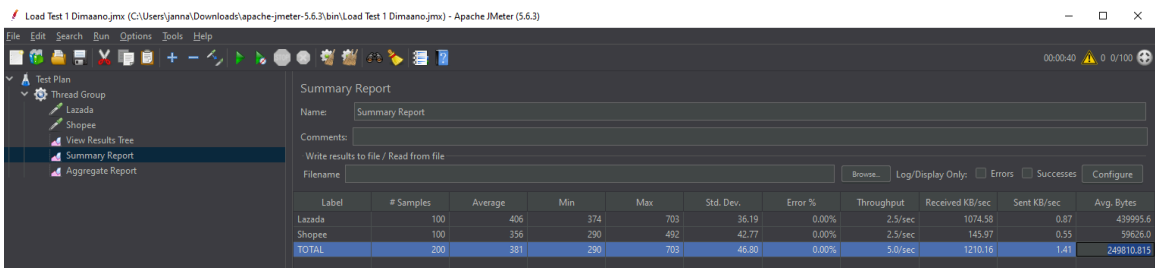 Load Test 1 Dimaano.jmx (C:\Users\janna\Downloads\apache-jmeter-5.6.3\bin\Load Test 1 Dimaano.jmx) - Apache JMeter (5.6.3)
File Edit Search Run Options Tools Help
00:00:40 0 0/100
Test Plan
Thread Group
Lazada
Shopee
View Results Tree
Summary Report
Aggregate Report
Summary Report
Name: Summary Report
Comments:
Write results to file / Read from file
Filename Browse... Log/Display Only: Errors Successes Configure
Label # Samples Average Min Max Std. Dev. Error % Throughput Received KB/sec Sent KB/sec Avg. Bytes
Lazada 100 406 374 703 36.19 0.00% 2.5/sec 1074.58 0.87 439995.6
Shopee 100 356 290 492 42.77 0.00% 2.5/sec 145.97 0.55 59626.0
TOTAL 200 381 290 703 46.80 0.00% 5.0/sec 1210.16 1.41 249810.815